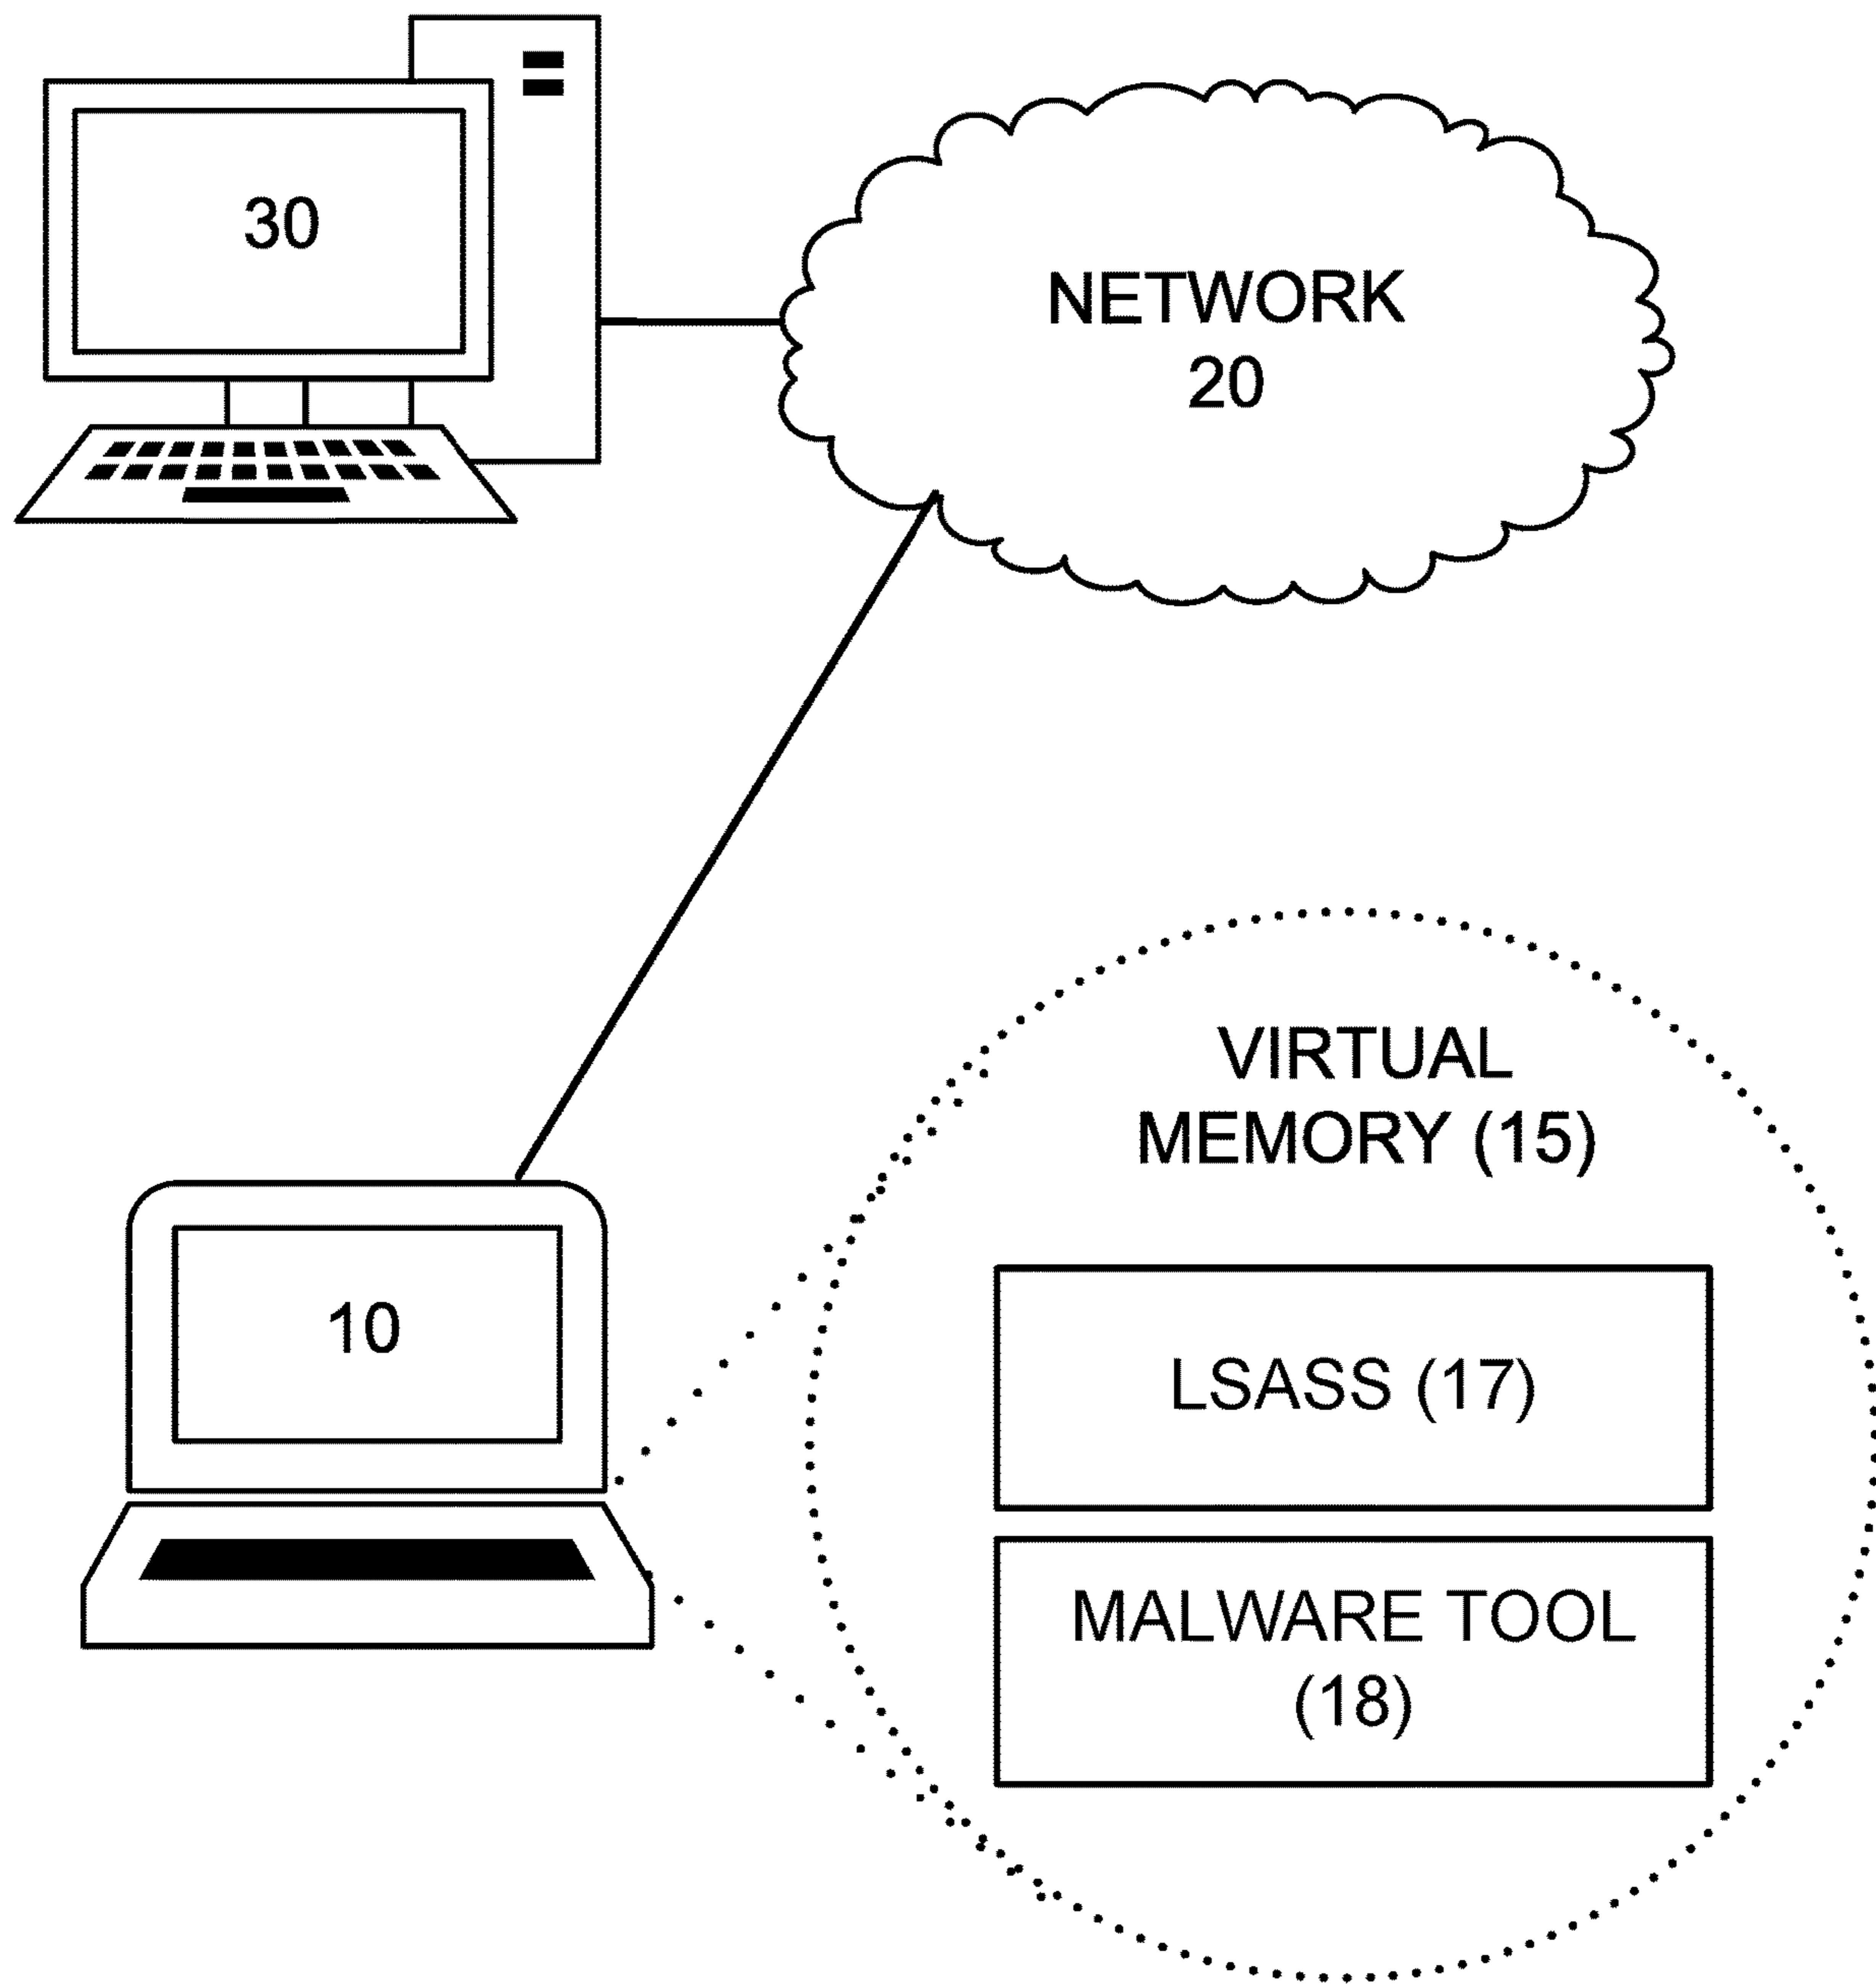 30
NETWORK
20
VIRTUAL
MEMORY (15)
10
LSASS (17)
MALWARE TOOL
(18)